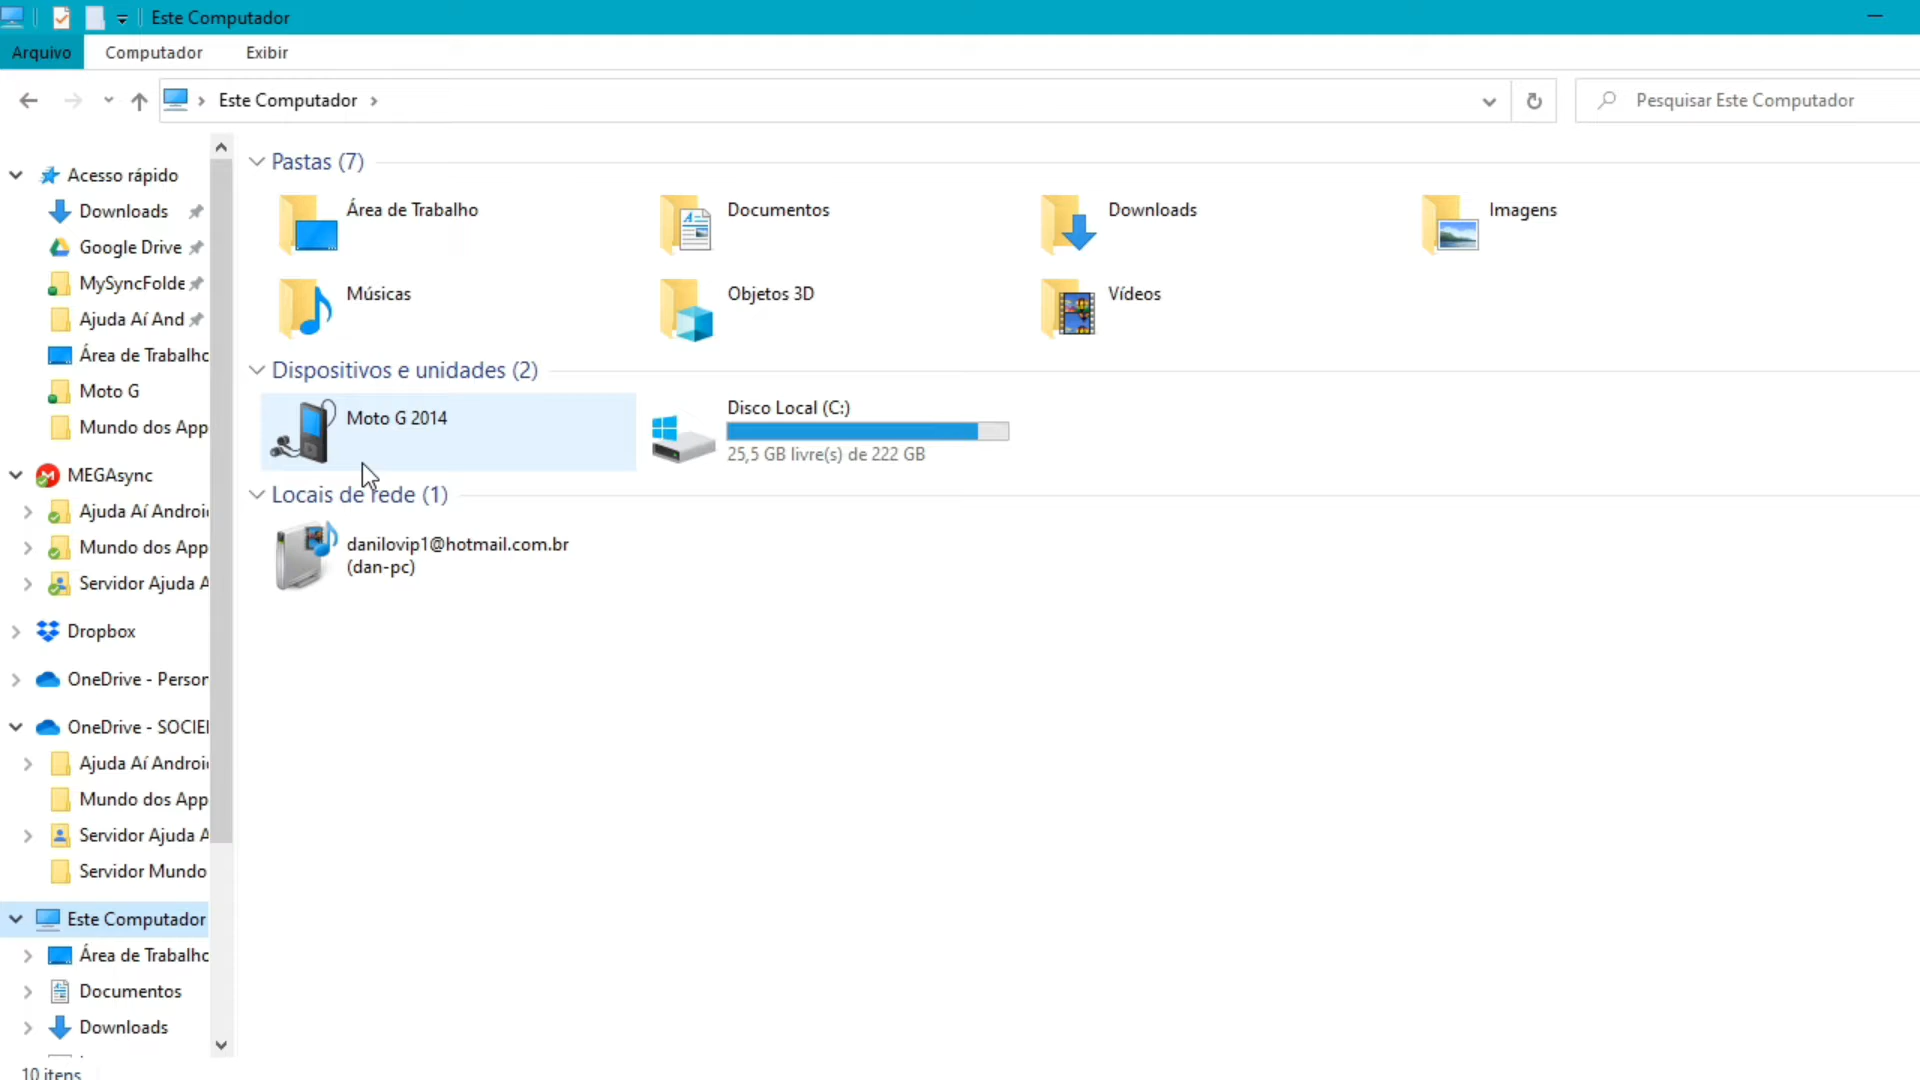 Este Computador
Arquivo Computador Exibir
Este Computador
Pesquisar Este Computador
Acesso rápido
Downloads
Google Drive
MySyncFolde
Ajuda Aí And
Área de Trabalho
Moto G
Mundo dos App
MEGAsync
Ajuda Aí Androi
Mundo dos App
Servidor Ajuda A
Dropbox
OneDrive - Person
OneDrive - SOCIE
Ajuda Aí Androi
Mundo dos App
Servidor Ajuda A
Servidor Mundo
Este Computador
Área de Trabalho
Documentos
Downloads
10 itens
Pastas (7)
Área de Trabalho
Documentos
Downloads
Imagens
Músicas
Objetos 3D
Vídeos
Dispositivos e unidades (2)
Moto G 2014
Disco Local (C:)
25,5 GB livre(s) de 222 GB
Locais de rede (1)
danilovip1@hotmail.com.br
(dan-pc)